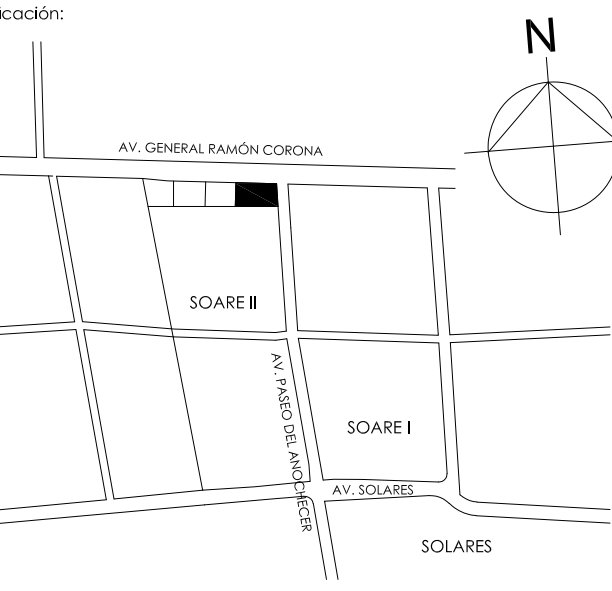 icación:
N
AV. GENERAL RAMÓN CORONA
SOARE II
AV. PASEO DEL ANOCHECER
SOARE I
AV. SOLARES
SOLARES